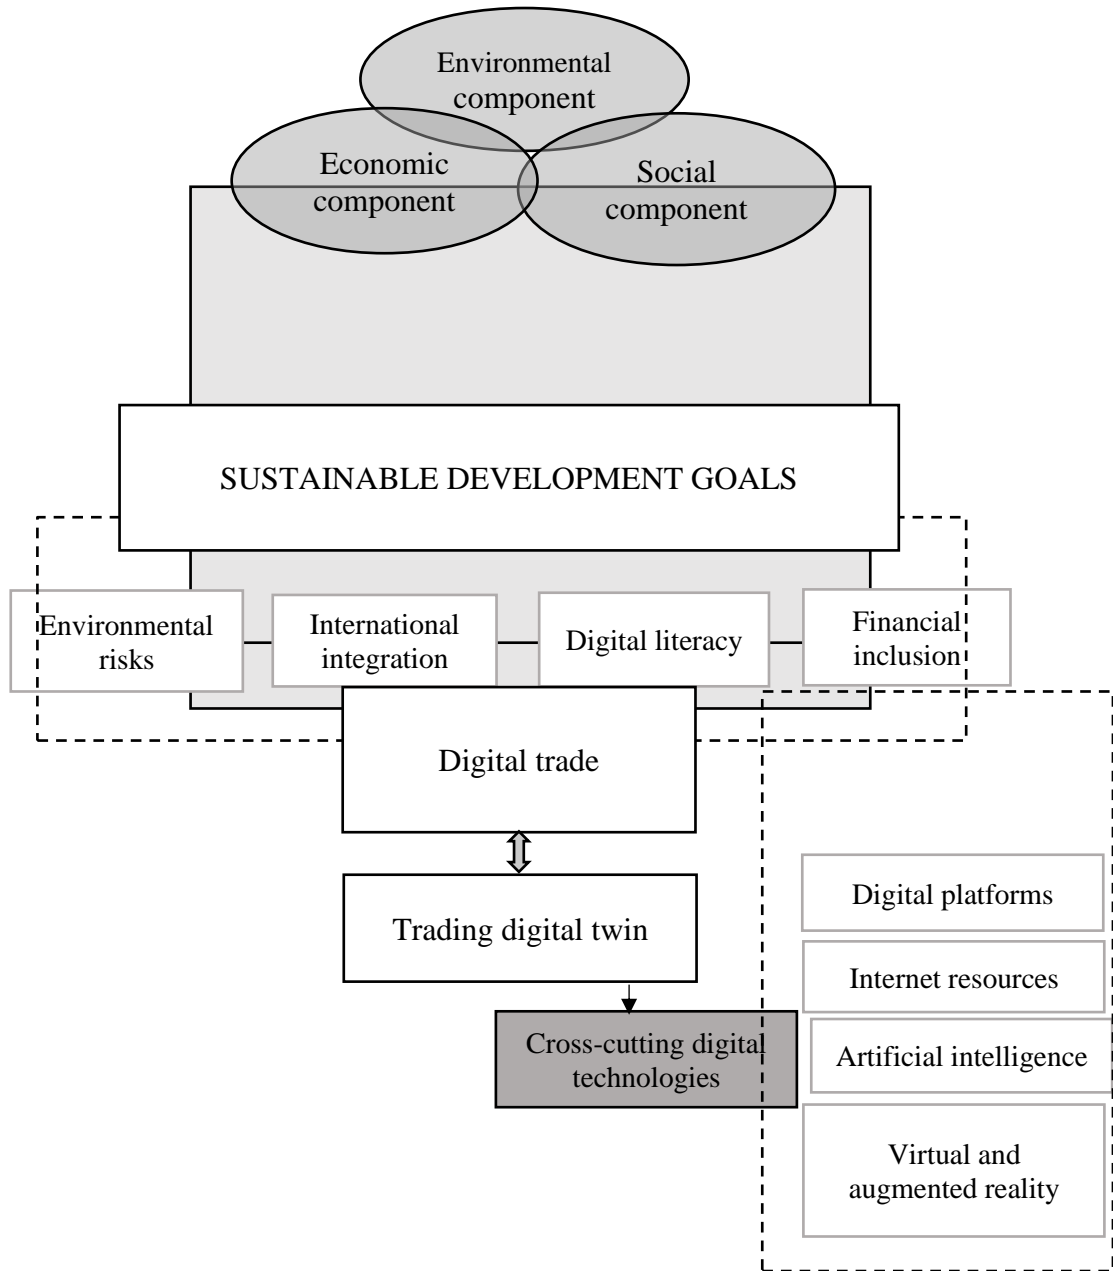 Environmental
component
Economic
component
Social
component
SUSTAINABLE DEVELOPMENT GOALS
Environmental
risks
International
integration
Digital literacy
Financial
inclusion
Digital trade
Trading digital twin
Cross-cutting digital
technologies
Digital platforms
Internet resources
Artificial intelligence
Virtual and
augmented reality